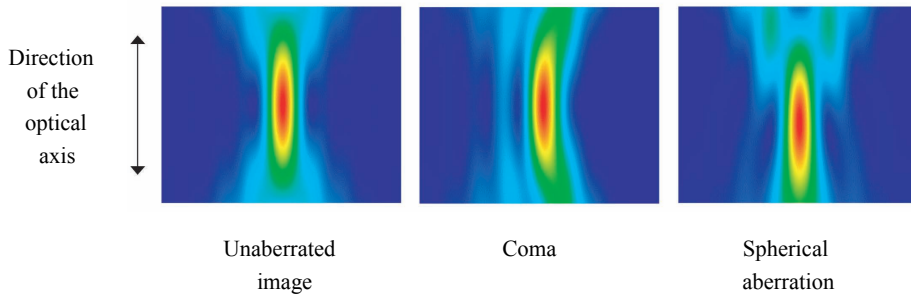 Direction
of the
optical
axis
Unaberrated
image
Coma
Spherical
aberration